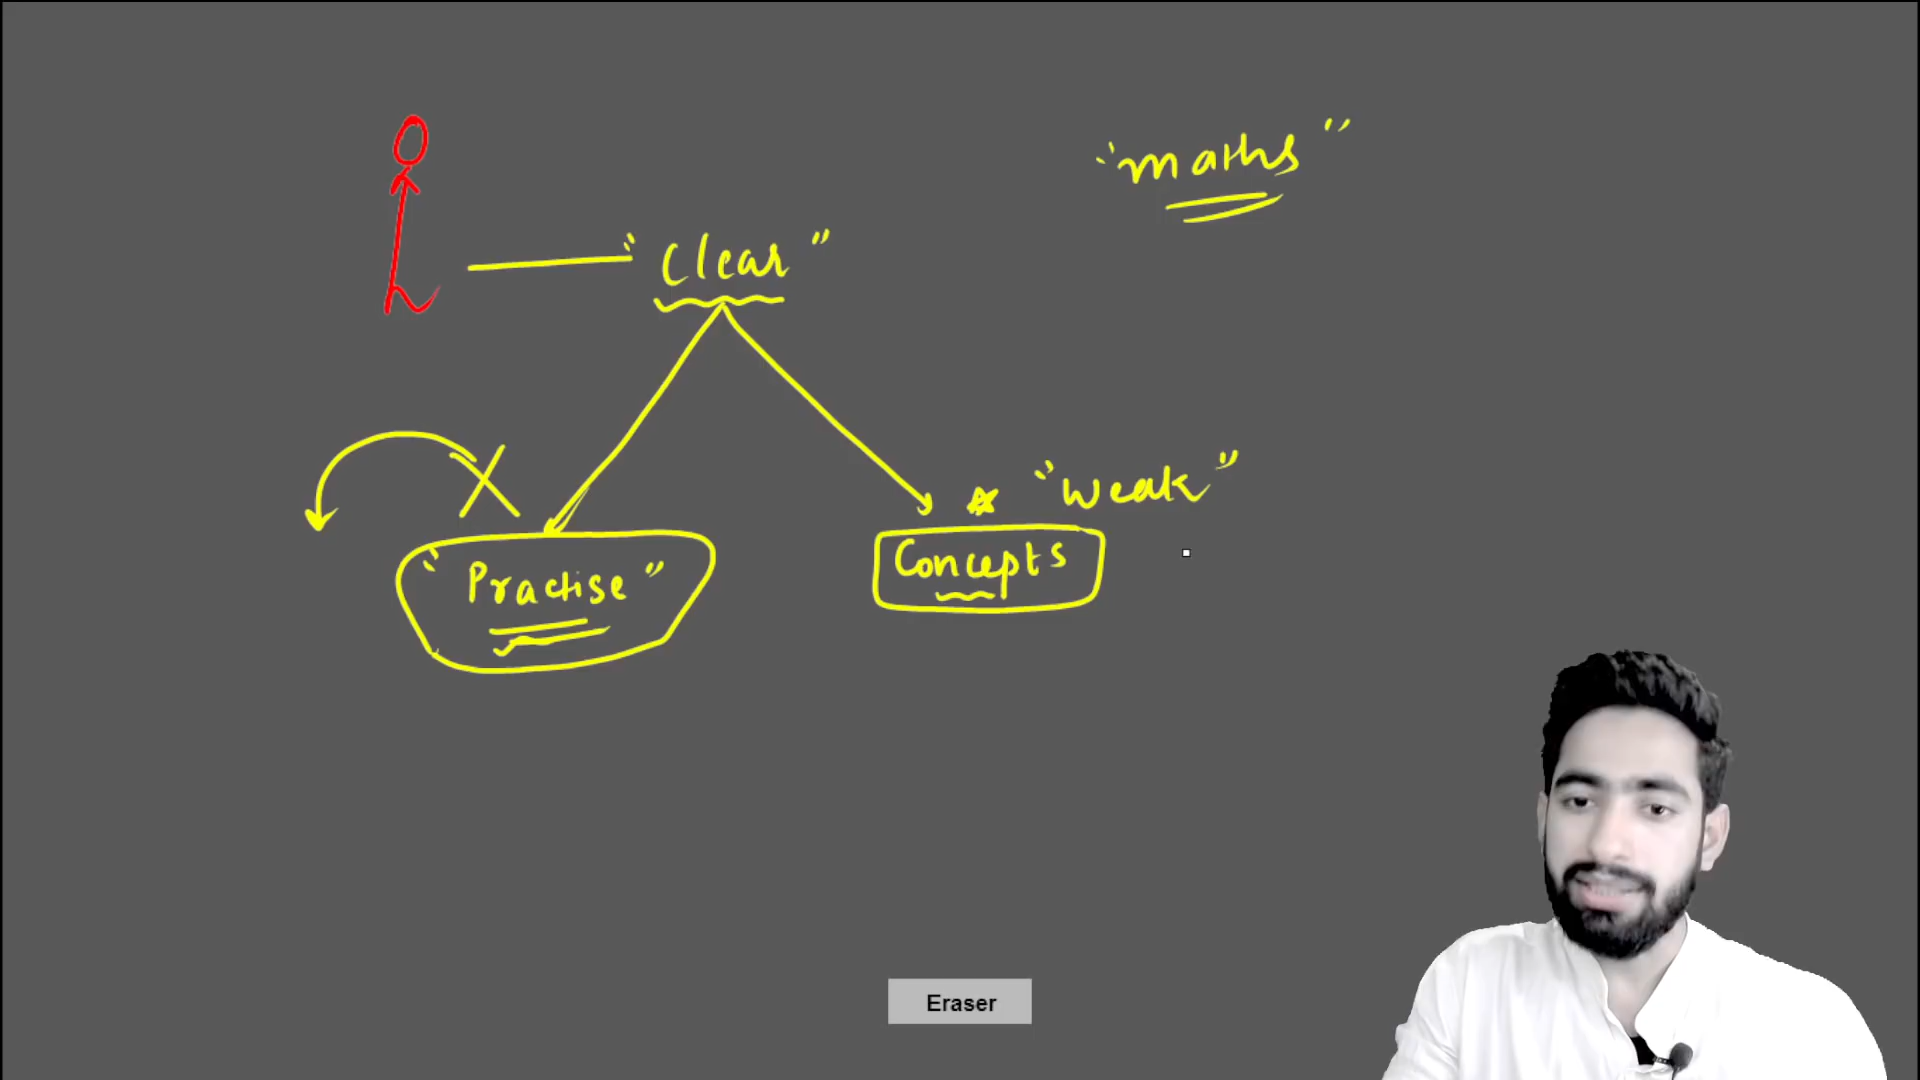 "maths"
"Clear"
"Weak"
"Practise"
Concepts
Eraser